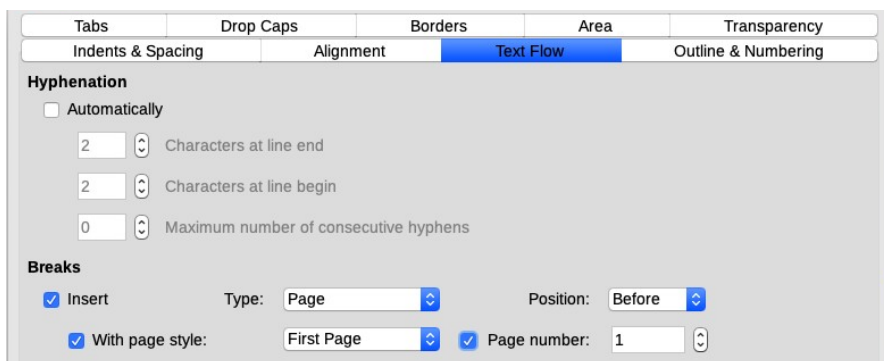 Tabs Drop Caps Borders Area Transparency
Indents & Spacing Alignment Text Flow Outline & Numbering
Hyphenation
Automatically
2 Characters at line end
2 Characters at line begin
0 Maximum number of consecutive hyphens
Breaks
Insert Type: Page Position: Before
With page style: First Page Page number: 1